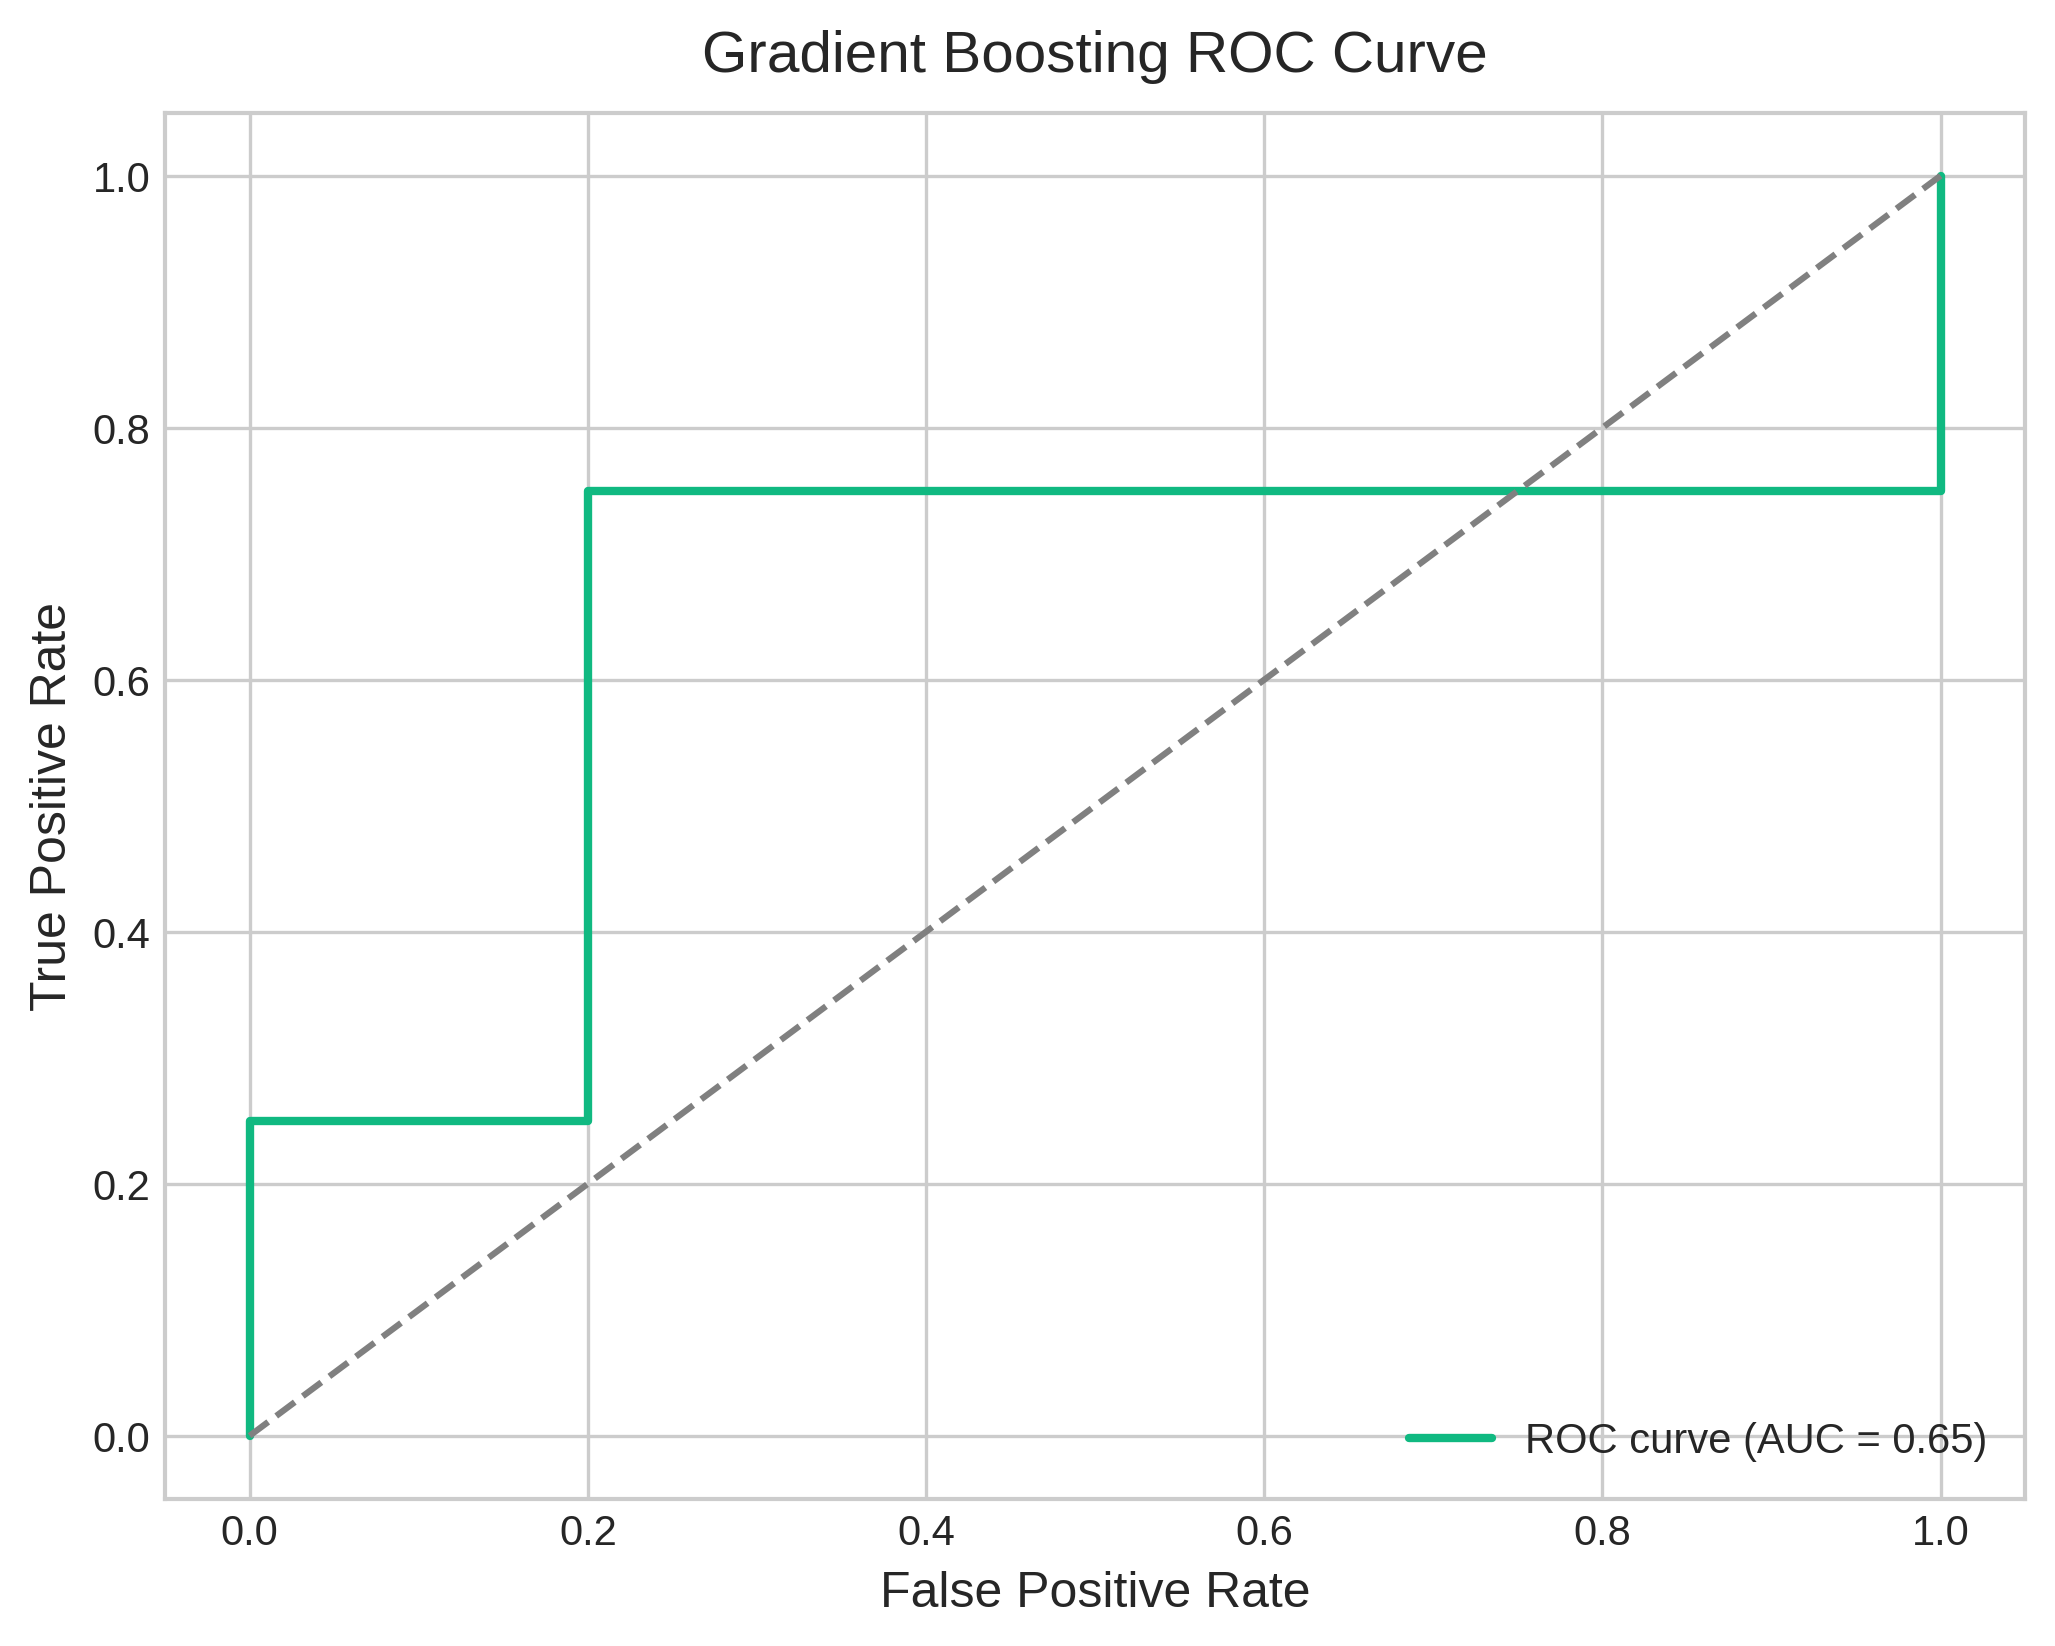 Gradient Boosting ROC Curve
True Positive Rate
1.0
0.8
0.6
0.4
0.2
0.0
ROC curve (AUC = 0.65)
0.0 0.2 0.4 0.6 0.8 1.0
False Positive Rate